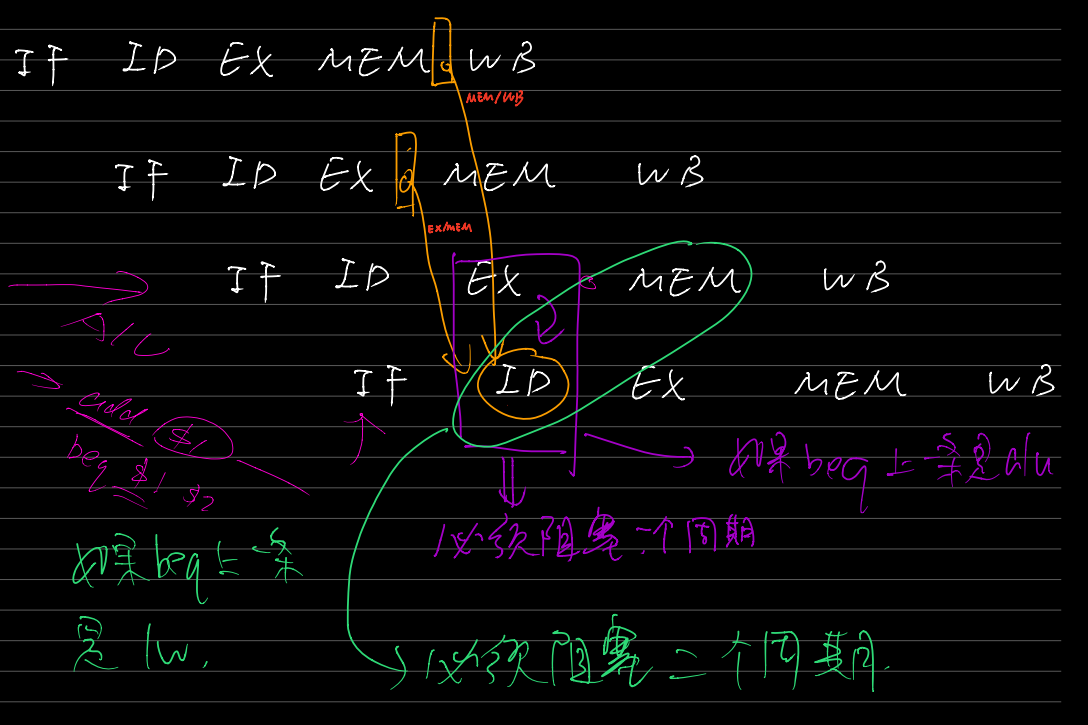 IF ID EX MEM WB
MEM/WB
IF ID EX MEM WB
EX/MEM
IF ID EX MEM WB
IF ID EX MEM WB
add $1
beq $1 $2
如果beq上一条是alu
必须阻塞一个周期
如果beq上一条
是lw.
必须阻塞二个周期.